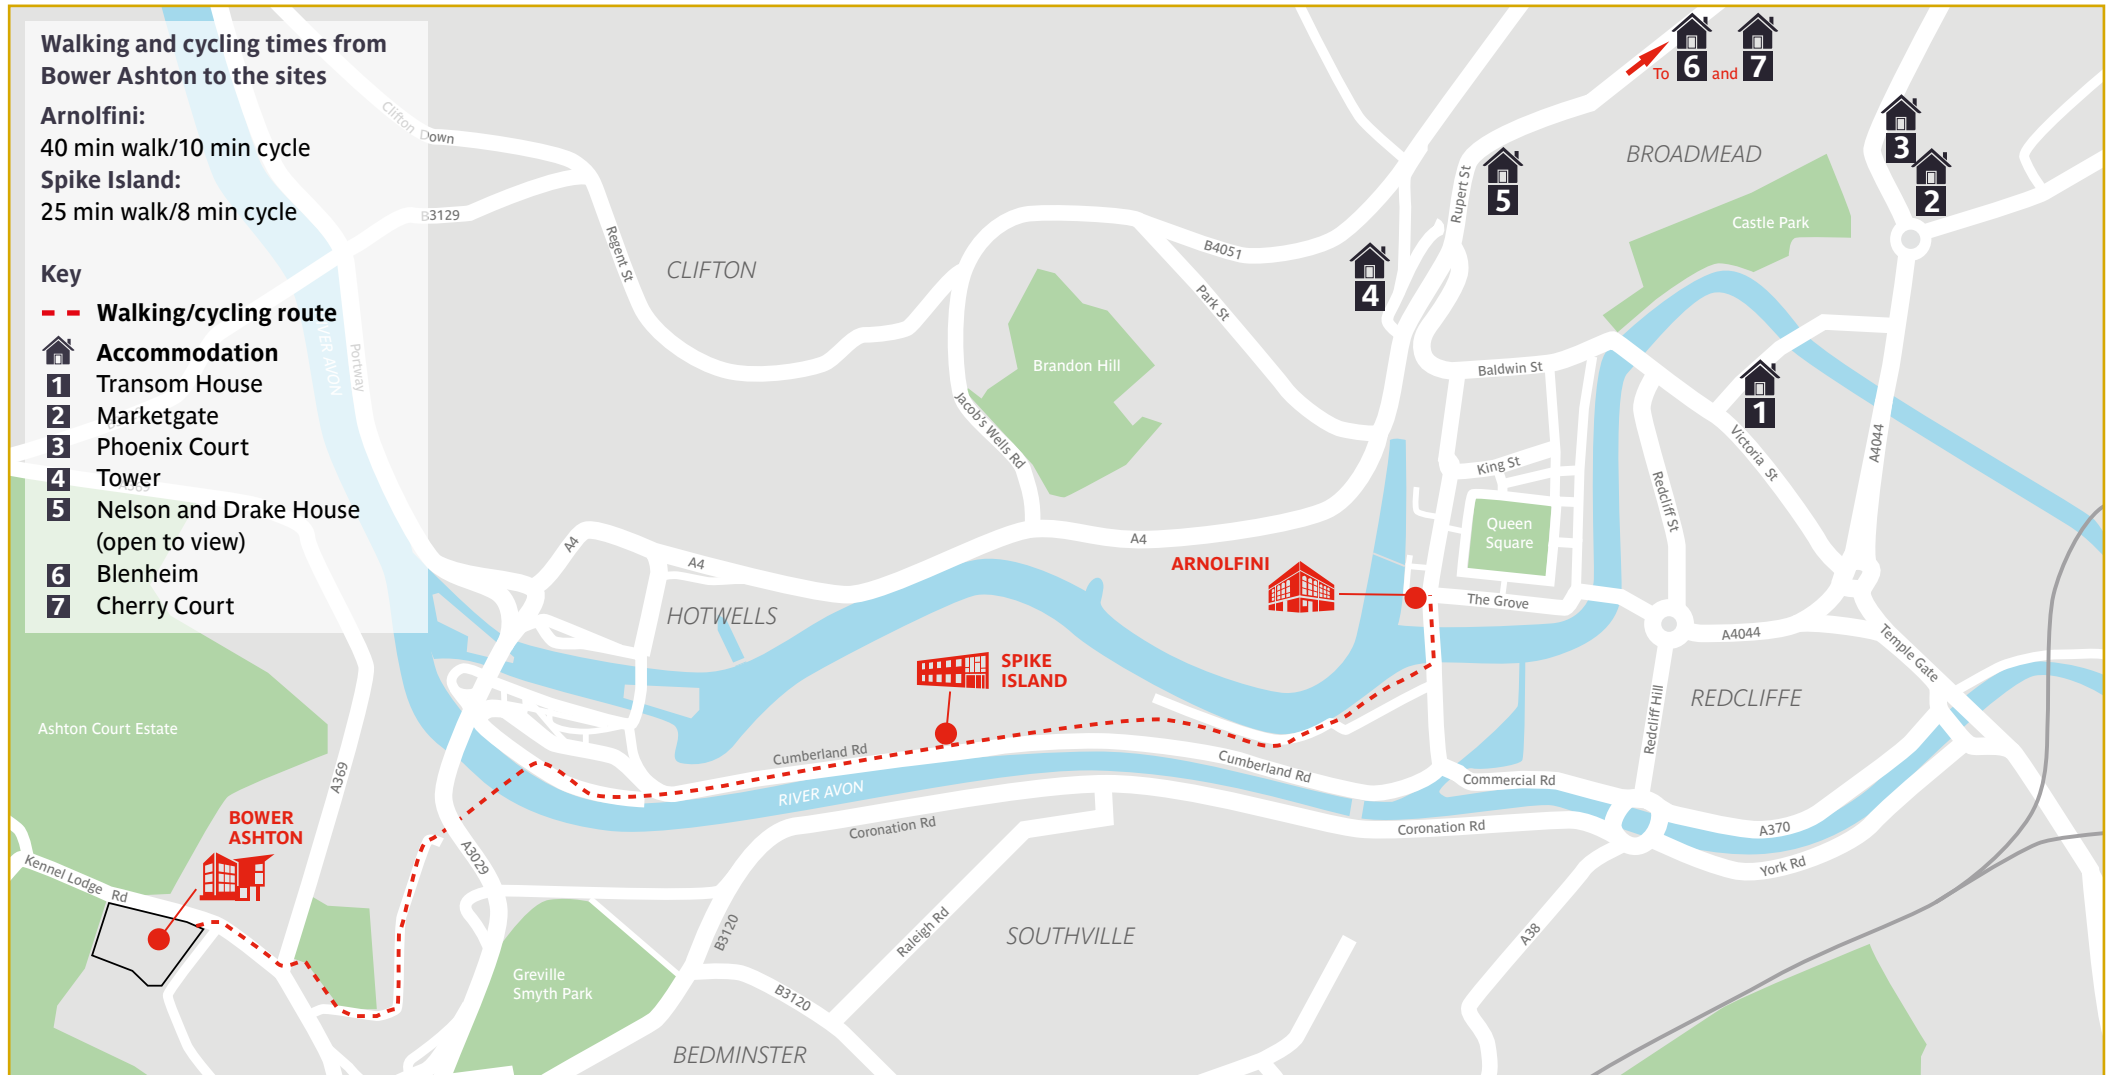 Walking and cycling times from
Bower Ashton to the sites
Arnolfini:
40 min walk/10 min cycle
Spike Island:
25 min walk/8 min cycle
Key
Walking/cycling route
Accommodation
1 Transom House
2 Marketgate
3 Phoenix Court
4 Tower
5 Nelson and Drake House
(open to view)
6 Blenheim
7 Cherry Court
Clifton Down
B3129
RIVER AVON
Portway
A369
Regent St
CLIFTON
B4051
Park St
Brandon Hill
Jacob's Wells Rd
Rupert St
To 6 and 7
BROADMEAD
3
2
5
4
1
Castle Park
Baldwin St
King St
Queen
Square
Victoria St
Redcliff St
A4044
A4
A4
A4
HOTWELLS
ARNOLFINI
The Grove
A4044
Temple Gate
SPIKE
ISLAND
REDCLIFFE
Redcliff Hill
Ashton Court Estate
A369
Cumberland Rd
Cumberland Rd
RIVER AVON
Commercial Rd
Coronation Rd
Coronation Rd
A370
York Rd
BOWER
ASHTON
Kennel Lodge Rd
A3029
B3120
Raleigh Rd
SOUTHVILLE
A38
Greville
Smyth Park
B3120
BEDMINSTER